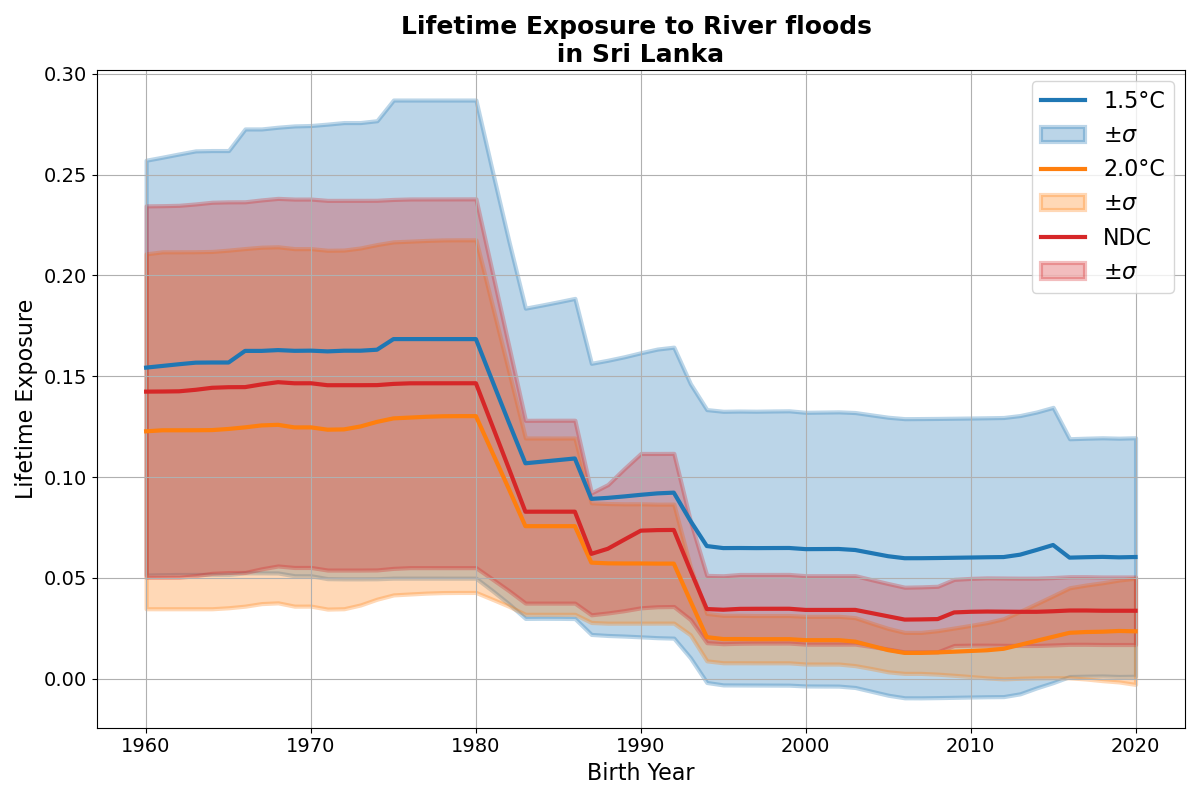 Lifetime Exposure to River floods
in Sri Lanka
0.30
0.25
0.20
0.15
0.10
0.05
0.00
Lifetime Exposure
1960
1970
1980
1990
2000
2010
2020
Birth Year
1.5°C
±σ
2.0°C
±σ
NDC
±σ